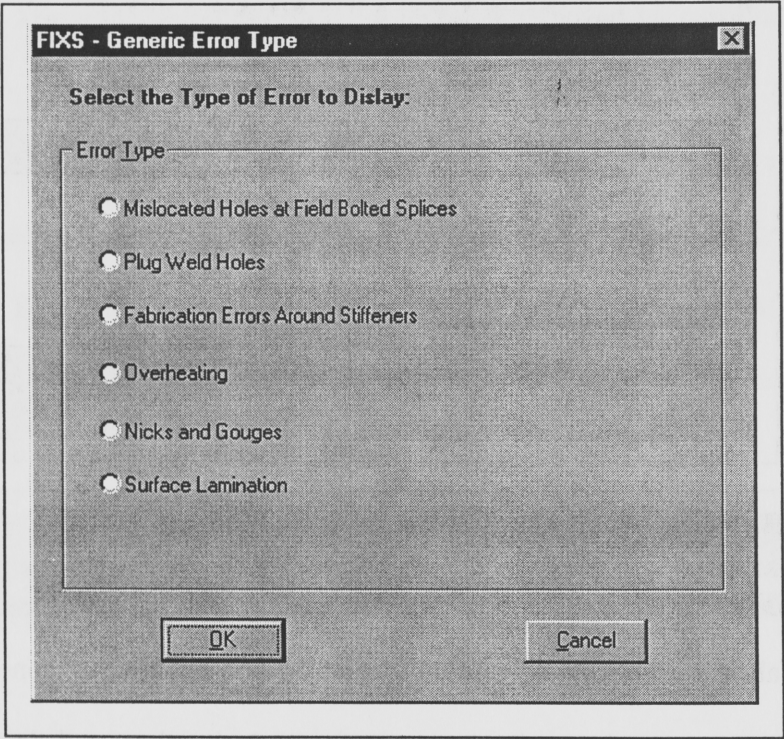 FIXS - Generic Error Type
Select the Type of Error to Dislay:
Error Type
Mislocated Holes at Field Bolted Splices
Plug Weld Holes
Fabrication Errors Around Stiffeners
Overheating
Nicks and Gouges
Surface Lamination
OK
Cancel